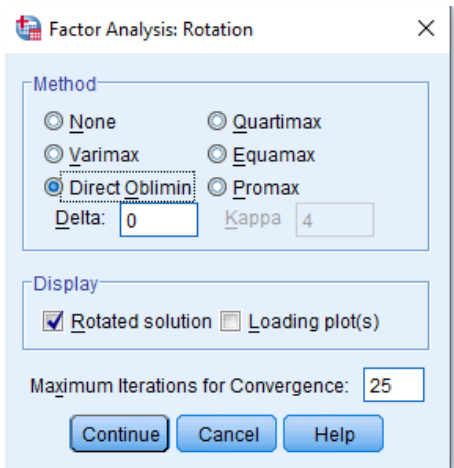 Factor Analysis: Rotation
Method
None
Quartimax
Varimax
Equamax
Direct Oblimin
Promax
Delta: 0
Kappa 4
Display
Rotated solution
Loading plot(s)
Maximum Iterations for Convergence: 25
Continue
Cancel
Help